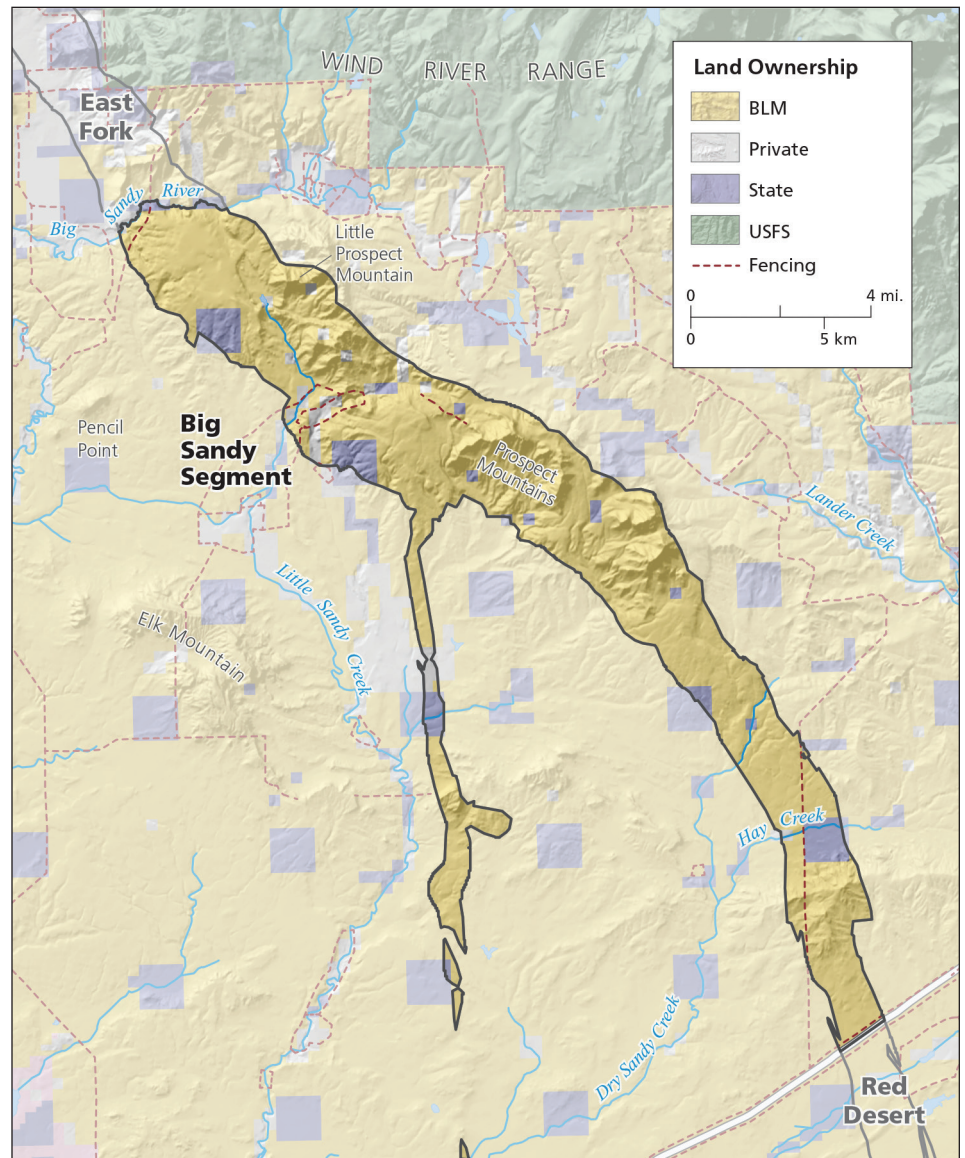 WIND RIVER RANGE
Land Ownership
BLM
Private
State
USFS
Fencing
0 4 mi.
0 5 km
East
Fork
Big Sandy River
Little
Prospect
Mountain
Pencil
Point
Big
Sandy
Segment
Prospect
Mountains
Lander Creek
Little Sandy Creek
Elk Mountain
Hay Creek
Dry Sandy Creek
Red
Desert